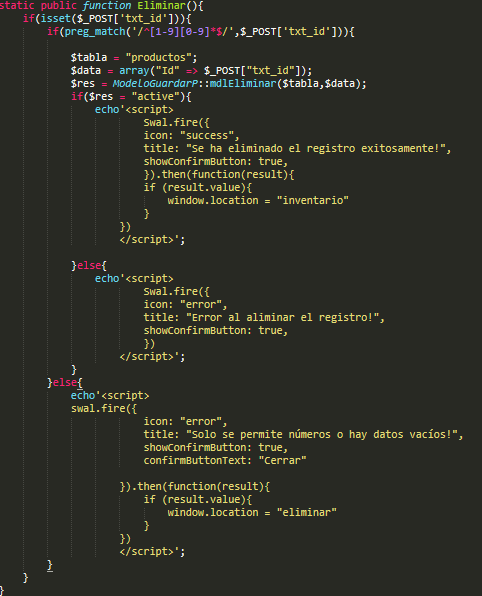 static public function Eliminar(){
if(isset($_POST['txt_id'])){
if(preg_match('/^[1-9][0-9]*$/',$_POST['txt_id'])){
$tabla = "productos";
$data = array("Id" => $_POST["txt_id"]);
$res = ModeloGuardarP::mdlEliminar($tabla,$data);
if($res = "active"){
echo'<script>
Swal.fire({
icon: "success",
title: "Se ha eliminado el registro exitosamente!",
showConfirmButton: true,
}).then(function(result){
if (result.value){
window.location = "inventario"
}
})
</script>';
}else{
echo'<script>
Swal.fire({
icon: "error",
title: "Error al aliminar el registro!",
showConfirmButton: true,
})
</script>';
}
}else{
echo'<script>
swal.fire({
icon: "error",
title: "Solo se permite números o hay datos vacíos!",
showConfirmButton: true
confirmButtonText: "Cerrar"
}).then(function(result){
if (result.value){
window.location = "eliminar"
}
})
</script>';
}
}
}